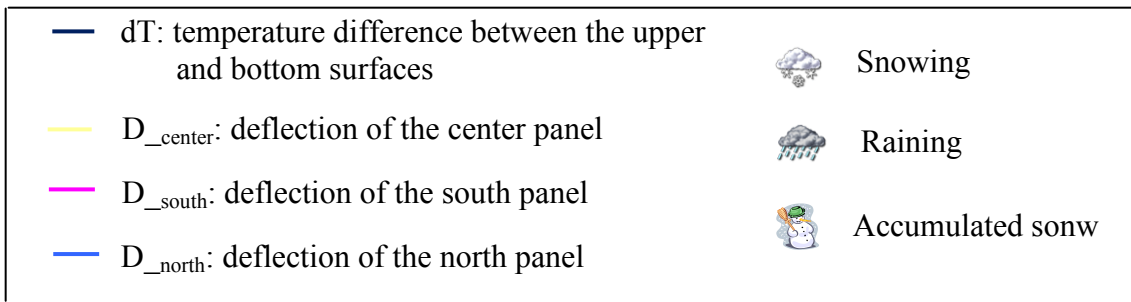 dT: temperature difference between the upper
and bottom surfaces
D_center: deflection of the center panel
D_south: deflection of the south panel
D_north: deflection of the north panel
Snowing
Raining
Accumulated sonw